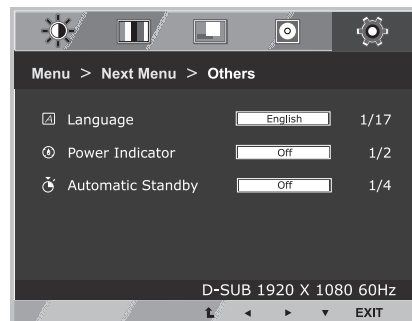 Menu > Next Menu > Others
Language English 1/17
Power Indicator Off 1/2
Automatic Standby Off 1/4
D-SUB 1920 X 1080 60Hz
EXIT